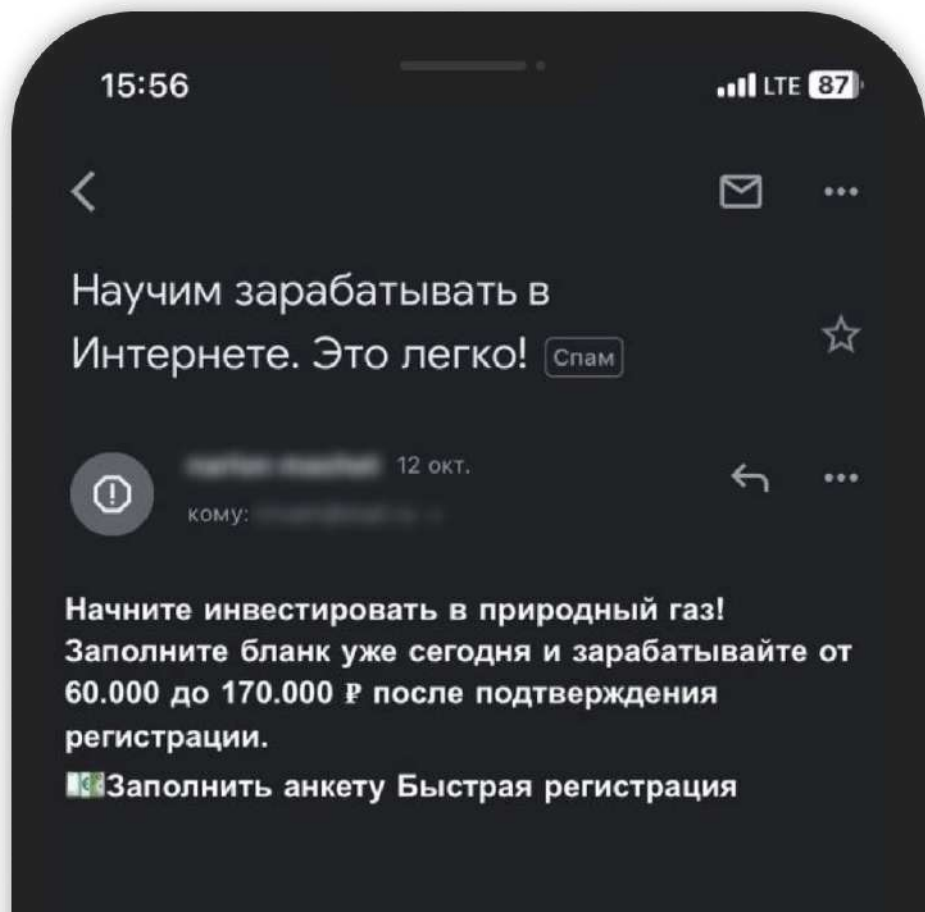 15:56
LTE 87
Научим зарабатывать в
Интернете. Это легко! Спам
12 окт.
кому:
Начните инвестировать в природный газ!
Заполните бланк уже сегодня и зарабатывайте от
60.000 до 170.000 ₽ после подтверждения
регистрации.
Заполнить анкету Быстрая регистрация